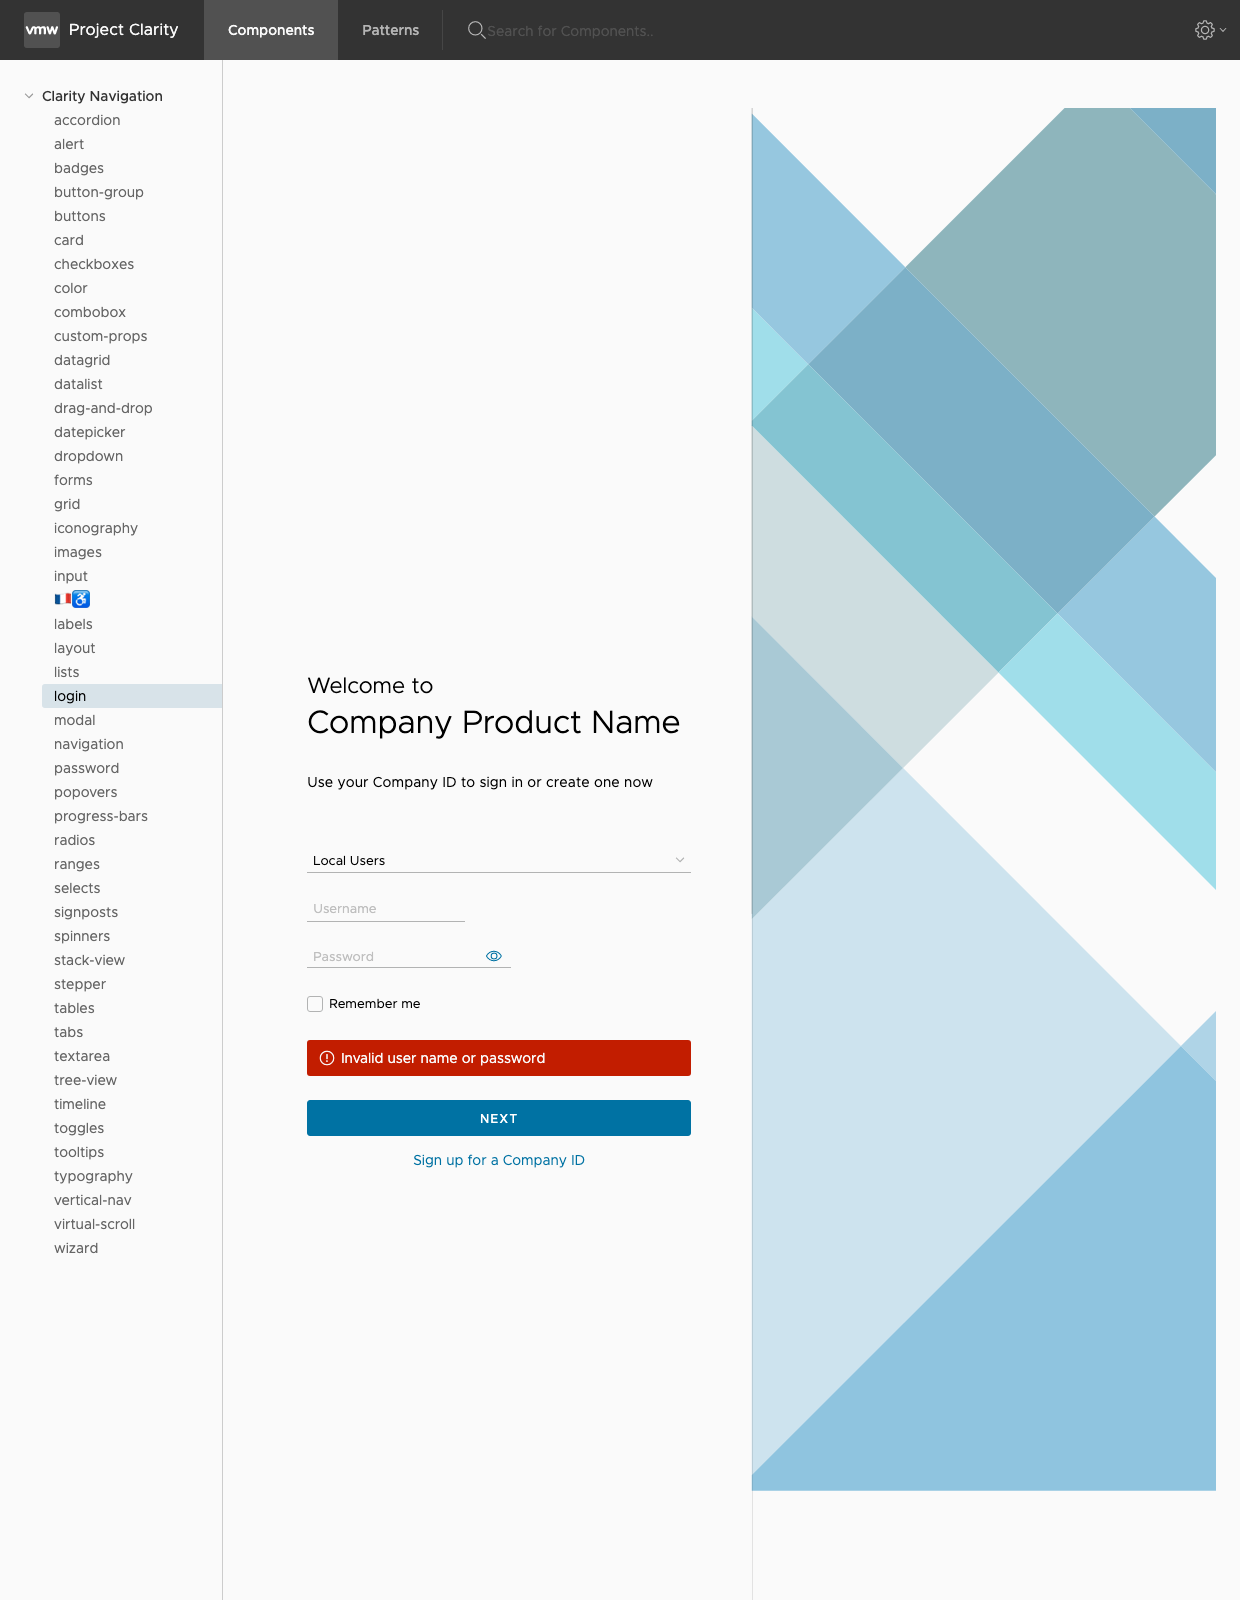 vmw Project Clarity
Components
Patterns
Search for Components..
Clarity Navigation
accordion
alert
badges
button-group
buttons
card
checkboxes
color
combobox
custom-props
datagrid
datalist
drag-and-drop
datepicker
dropdown
forms
grid
iconography
images
input
🇫🇷♿
labels
layout
lists
login
modal
navigation
password
popovers
progress-bars
radios
ranges
selects
signposts
spinners
stack-view
stepper
tables
tabs
textarea
tree-view
timeline
toggles
tooltips
typography
vertical-nav
virtual-scroll
wizard
Welcome to
Company Product Name
Use your Company ID to sign in or create one now
Local Users
Username
Password
Remember me
Invalid user name or password
NEXT
Sign up for a Company ID